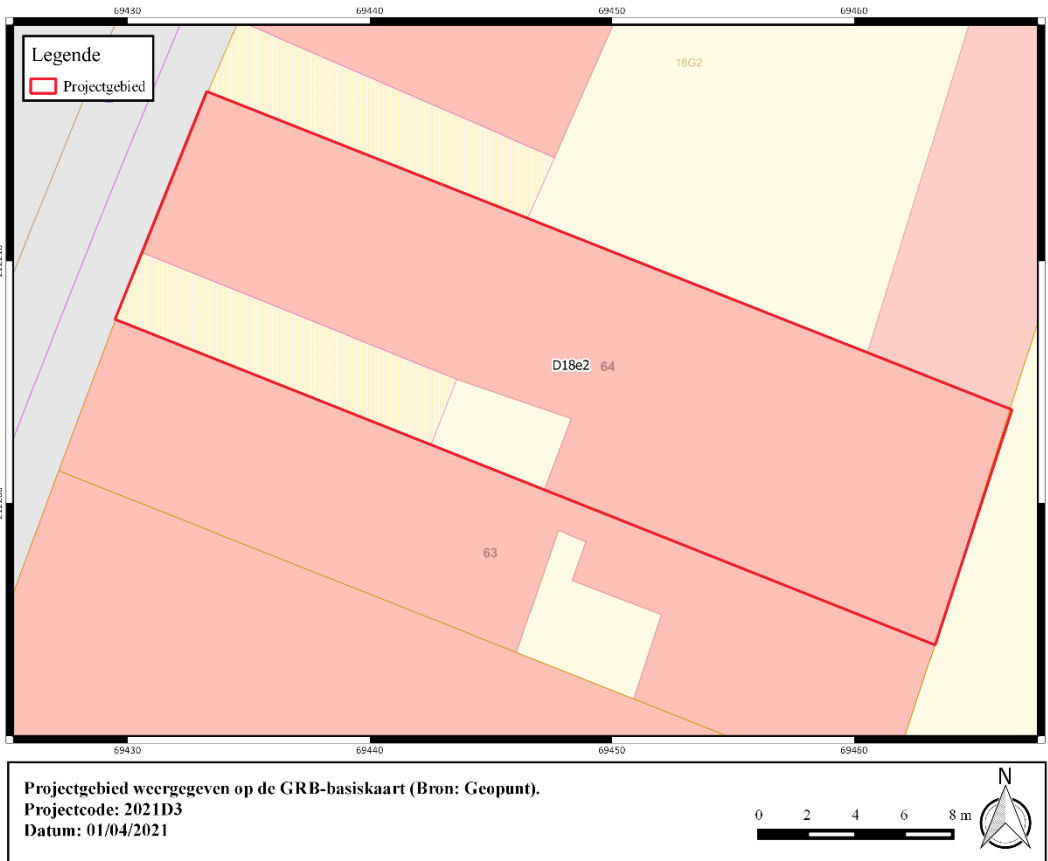 69430 69440 69450 69460
Legende
Projectgebied
18G2
D18e2 64
63
69430 69440 69450 69460
Projectgebied weergegeven op de GRB-basiskaart (Bron: Geopunt).
Projectcode: 2021D3
Datum: 01/04/2021
N
0 2 4 6 8 m